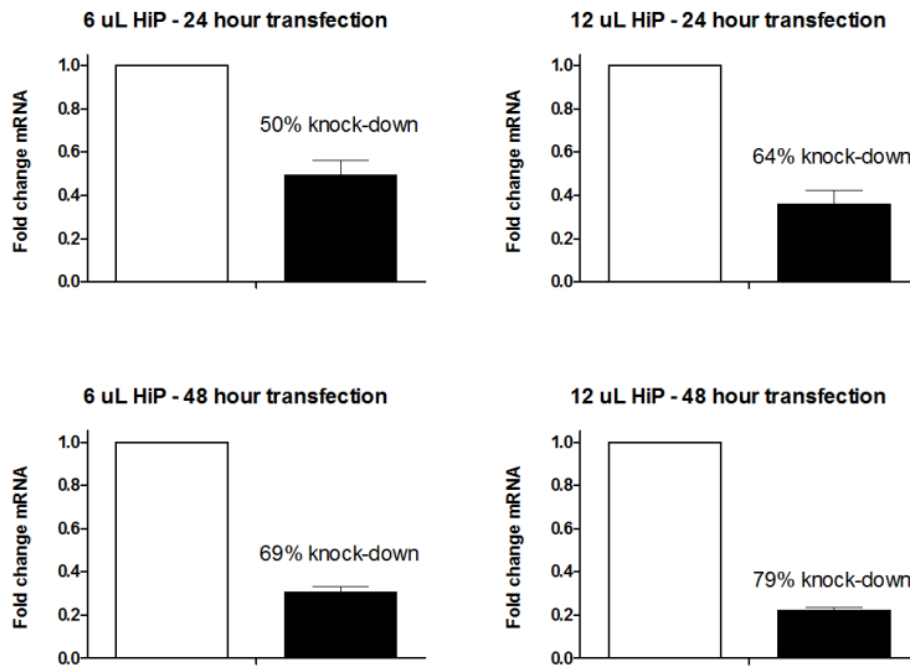 6 uL HiP - 24 hour transfection
Fold change mRNA
1.0
0.8
0.6
0.4
0.2
0.0
50% knock-down
12 uL HiP - 24 hour transfection
Fold change mRNA
1.0
0.8
0.6
0.4
0.2
0.0
64% knock-down
6 uL HiP - 48 hour transfection
Fold change mRNA
1.0
0.8
0.6
0.4
0.2
0.0
69% knock-down
12 uL HiP - 48 hour transfection
Fold change mRNA
1.0
0.8
0.6
0.4
0.2
0.0
79% knock-down